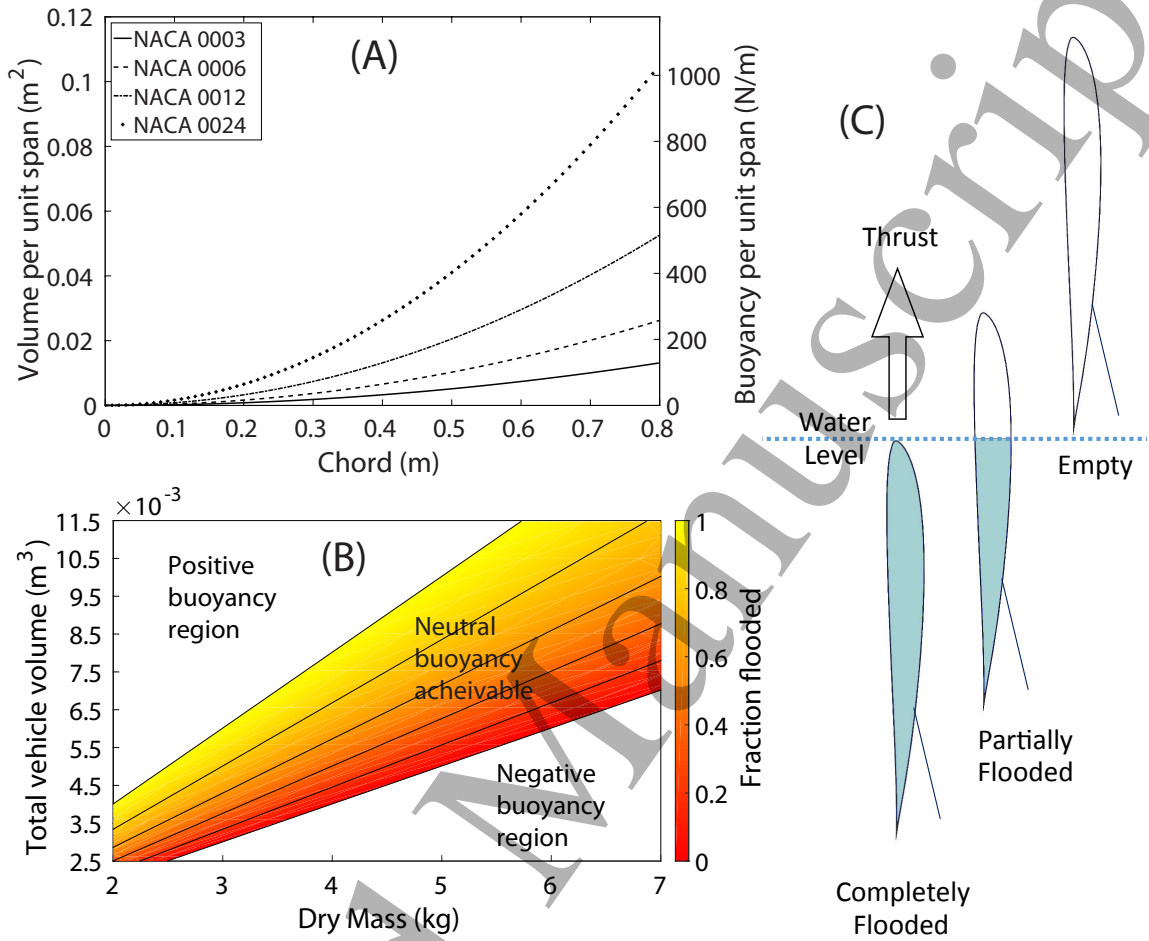 (A)
NACA 0003
NACA 0006
NACA 0012
NACA 0024
0.12
0.1
0.08
0.06
0.04
0.02
0
Volume per unit span (m²)
0 0.1 0.2 0.3 0.4 0.5 0.6 0.7 0.8
Chord (m)
1000
800
600
400
200
0
Buoyancy per unit span (N/m)
(B)
× 10⁻³
11.5
10.5
9.5
8.5
7.5
6.5
5.5
4.5
3.5
2.5
Total vehicle volume (m³)
Positive
buoyancy
region
Neutral
buoyancy
acheivable
Negative
buoyancy
region
2 3 4 5 6 7
Dry Mass (kg)
1
0.8
0.6
0.4
0.2
0
Fraction flooded
(C)
Thrust
Water
Level
Empty
Partially
Flooded
Completely
Flooded
d Manuscrip